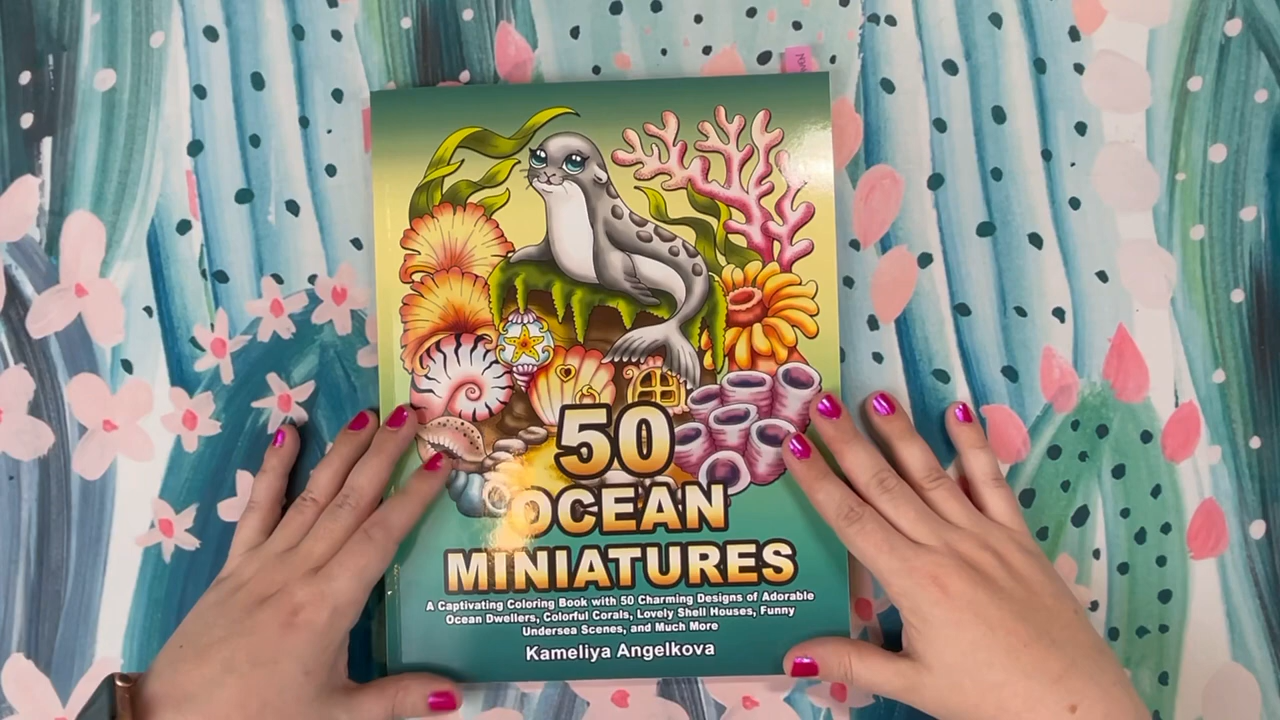 50
OCEAN
MINIATURES
A Captivating Coloring Book with 50 Charming Designs of Adorable
Ocean Dwellers, Colorful Corals, Lovely Shell Houses, Funny
Undersea Scenes, and Much More
Kameliya Angelkova